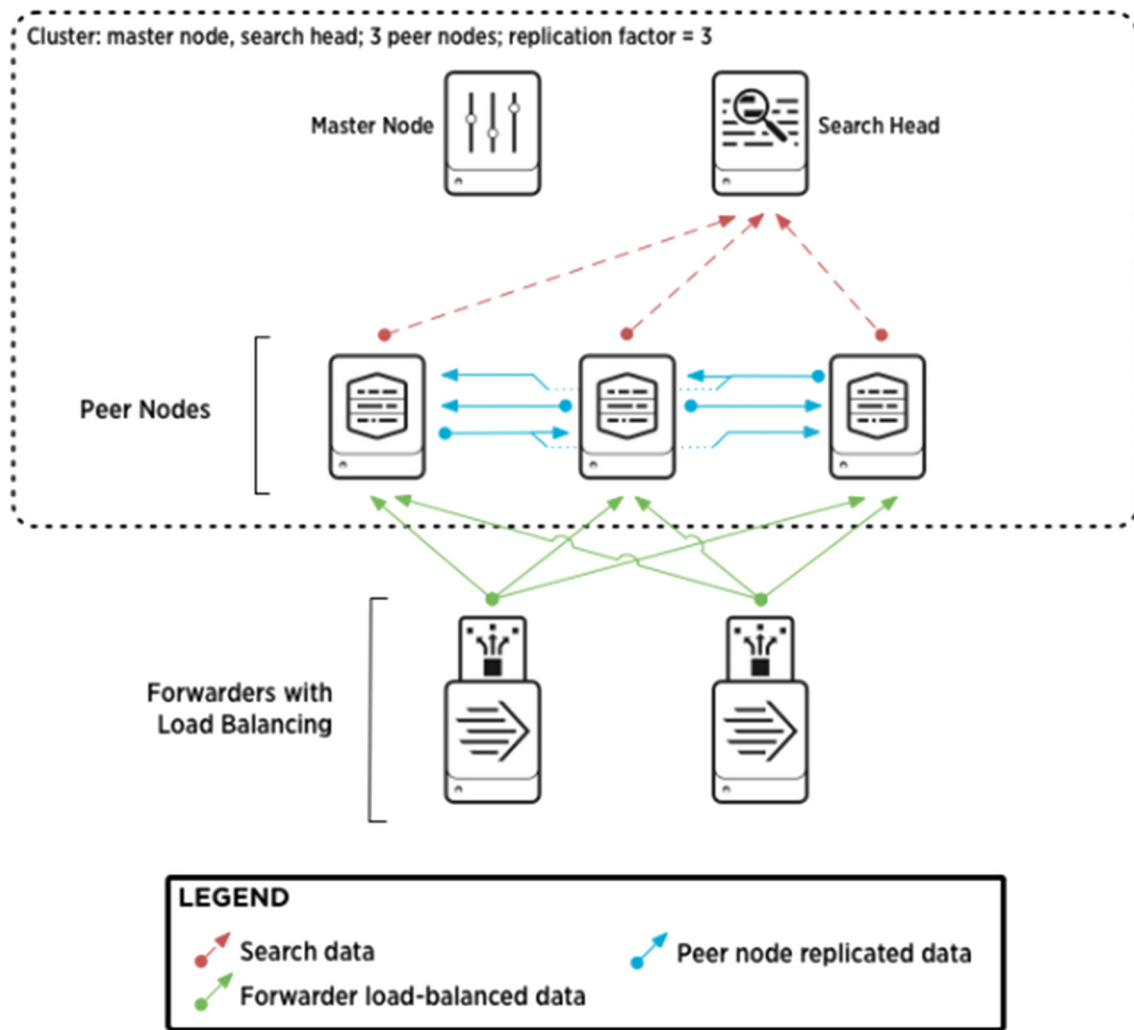 Cluster: master node, search head; 3 peer nodes; replication factor = 3
Master Node
Search Head
Peer Nodes
Forwarders with
Load Balancing
LEGEND
Search data
Peer node replicated data
Forwarder load-balanced data